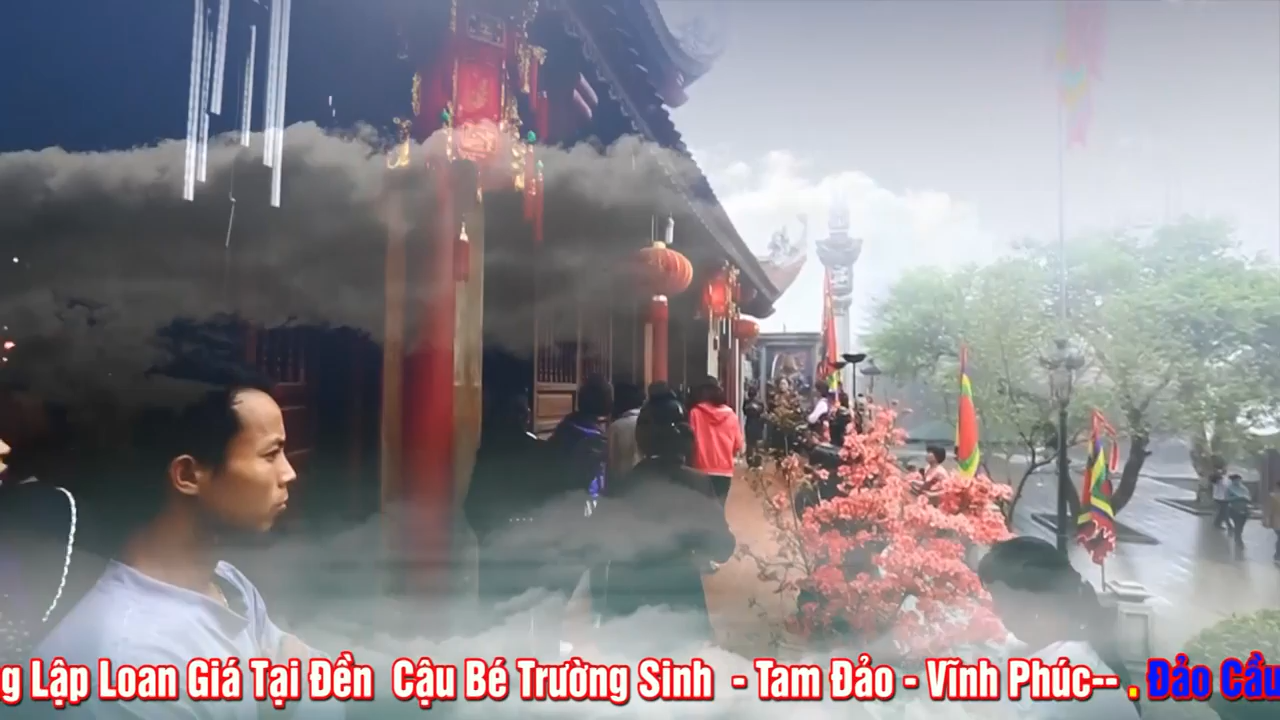 g Lập Loan Giá Tại Đền Cậu Bé Trường Sinh - Tam Đảo - Vĩnh Phúc-- . Đảo Cầu